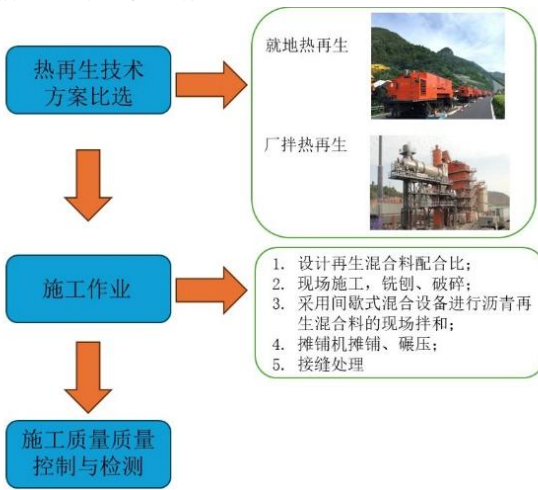 热再生技术
方案比选
就地热再生
厂拌热再生
施工作业
1. 设计再生混合料配合比；
2. 现场施工，铣刨、破碎；
3. 采用间歇式混合设备进行沥青再
生混合料的现场拌和；
4. 摊铺机摊铺、碾压；
5. 接缝处理
施工质量质量
控制与检测